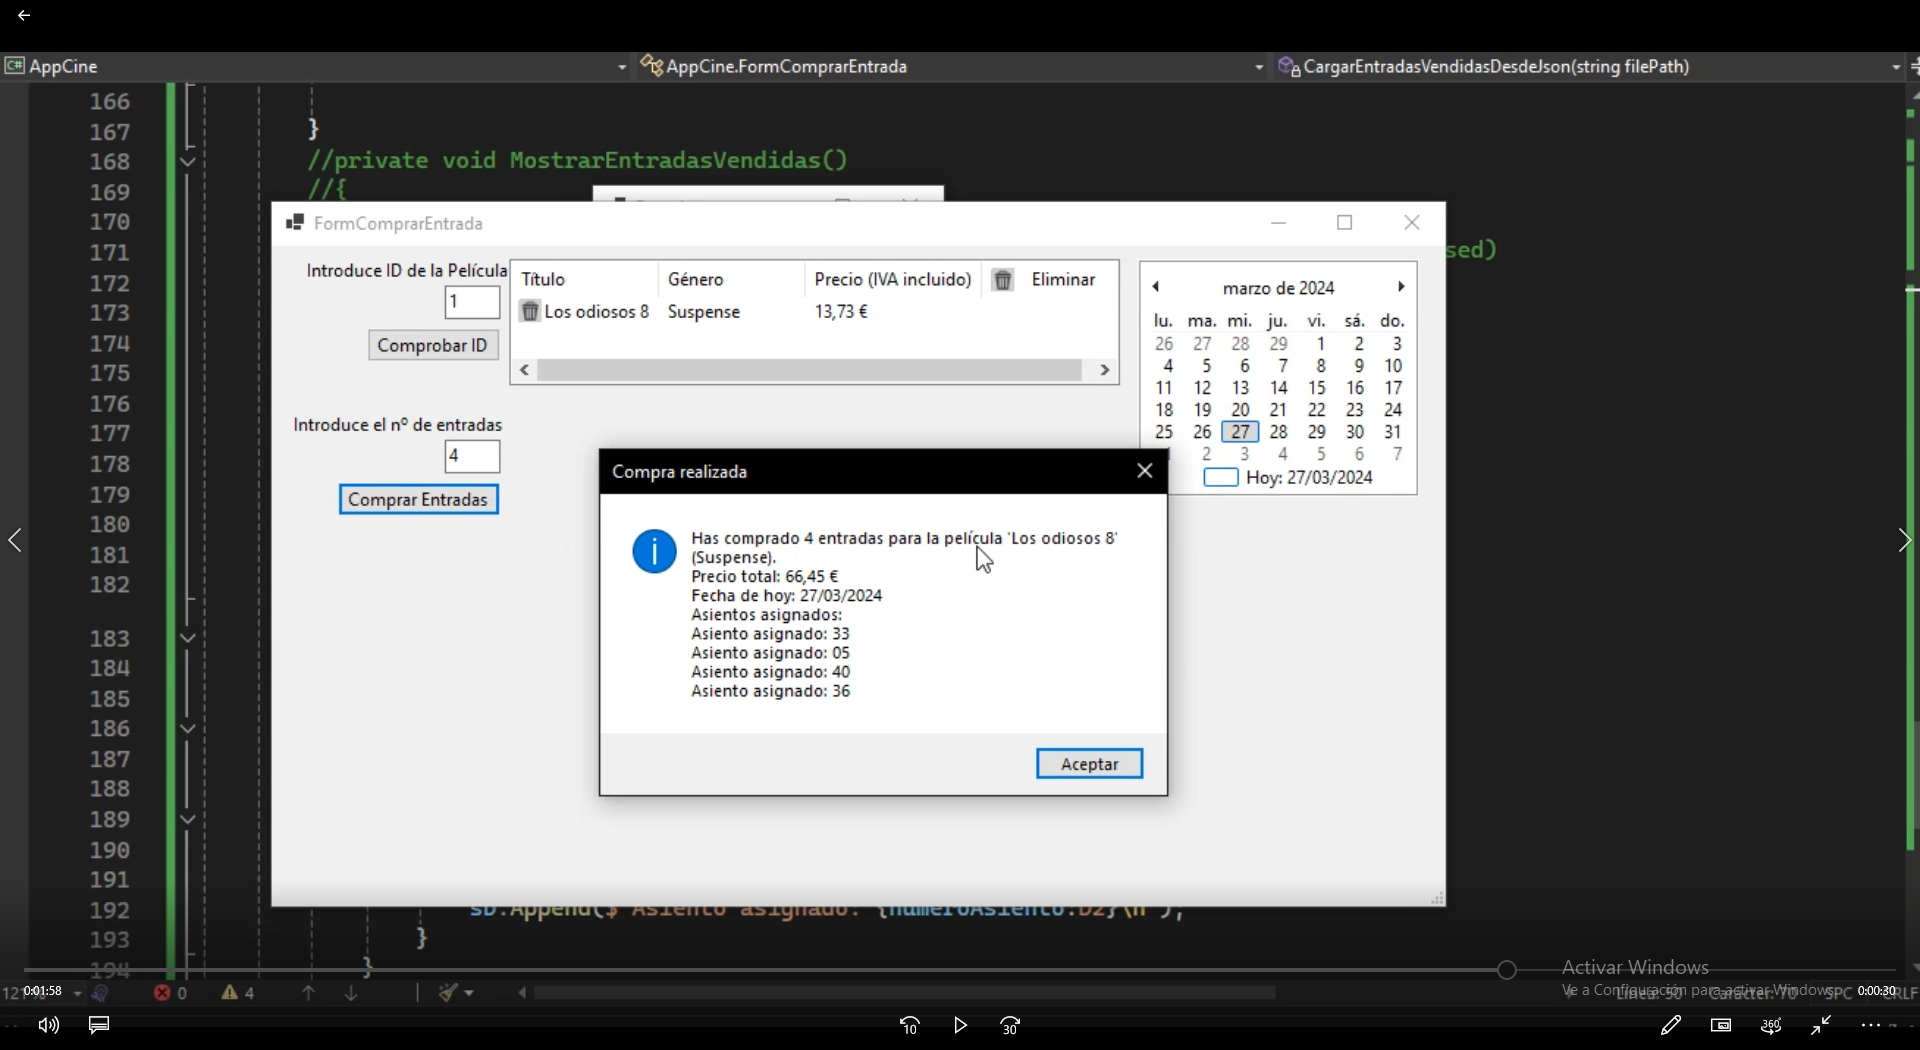 AppCine
AppCine.FormComprarEntrada
CargarEntradasVendidasDesdeJson(string filePath)
166
167 }
168 //private void MostrarEntradasVendidas()
169 //{
170
171 sed)
172
173
174
175
176
177
178
179
180
181
182
183
184
185
186
187
188
189
190
191
192 sb.Append($"Asiento asignado: {numeroAsiento:D2}\n");
193 }
194 }
FormComprarEntrada
Introduce ID de la Película
1
Comprobar ID
Título Género Precio (IVA incluido) Eliminar
Los odiosos 8 Suspense 13,73 €
marzo de 2024
lu. ma. mi. ju. vi. sá. do.
26 27 28 29 1 2 3
4 5 6 7 8 9 10
11 12 13 14 15 16 17
18 19 20 21 22 23 24
25 26 27 28 29 30 31
2 3 4 5 6 7
Hoy: 27/03/2024
Introduce el nº de entradas
4
Comprar Entradas
Compra realizada
Has comprado 4 entradas para la película 'Los odiosos 8'
(Suspense).
Precio total: 66,45 €
Fecha de hoy: 27/03/2024
Asientos asignados:
Asiento asignado: 33
Asiento asignado: 05
Asiento asignado: 40
Asiento asignado: 36
Aceptar
Activar Windows
Ve a Configuración para activar Windows.
0:01:58
0 4
Línea: 50 Carácter: 70 SPC CRLF
0:00:30
10 30 360